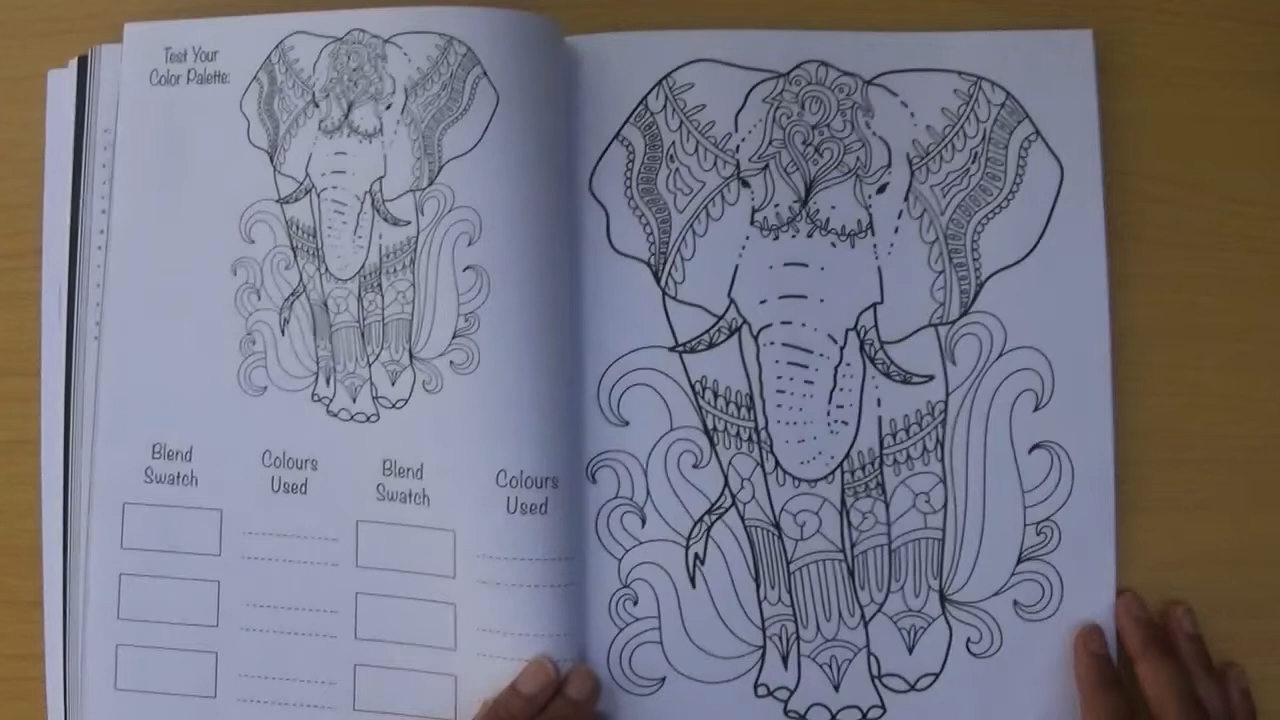 Test Your
Color Palette:
Blend
Swatch
Colours
Used
Blend
Swatch
Colours
Used